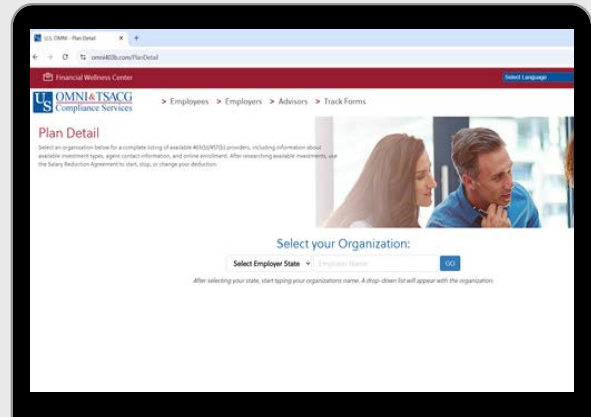 U.S. OMNI - Plan Detail
omni403b.com/PlanDetail
Financial Wellness Center
Select Language
US OMNI & TSACG
Compliance Services
> Employees > Employers > Advisors > Track Forms
Plan Detail
Select an organization below for a complete listing of available 403(b)/457(b) providers, including information about
available investment types, agent contact information, and online enrollment. After researching available investments, use
the Salary Reduction Agreement to start, stop, or change your deduction.
Select your Organization:
Select Employer State Employer Name GO
After selecting your state, start typing your organizations name. A drop-down list will appear with the organization.